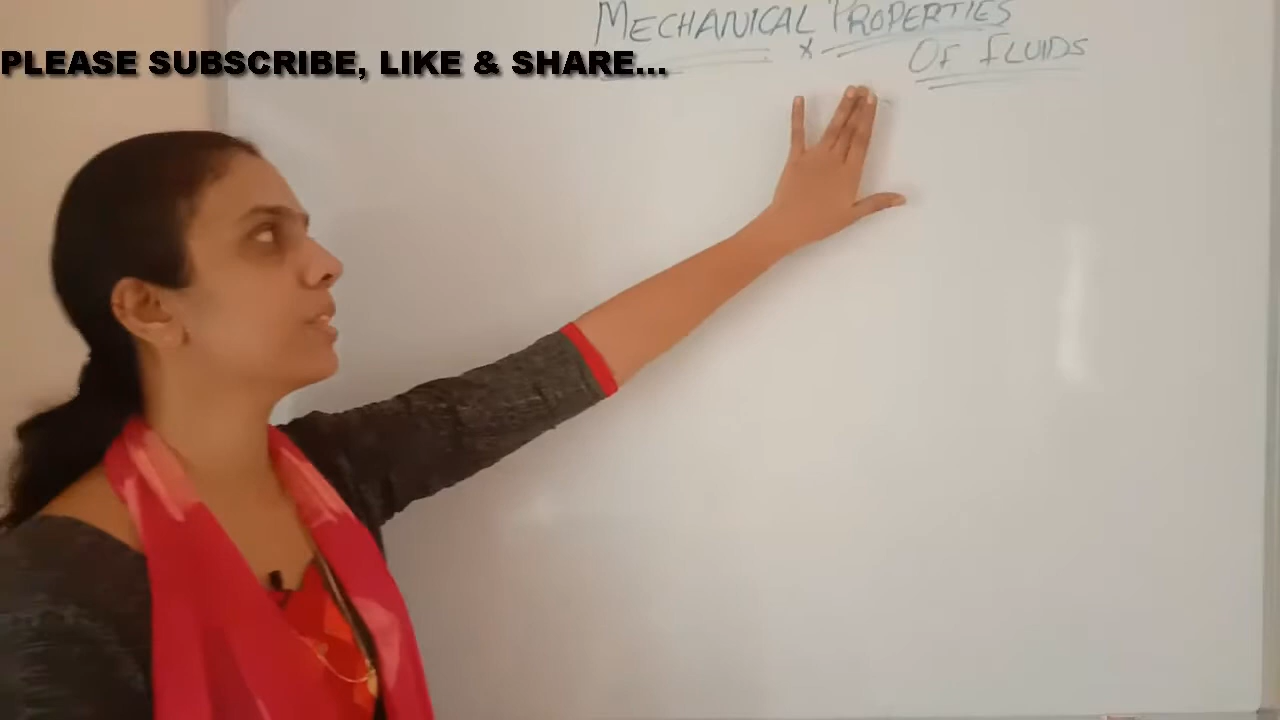 MECHANICAL PROPERTIES
OF fLUIDS
PLEASE SUBSCRIBE, LIKE & SHARE...